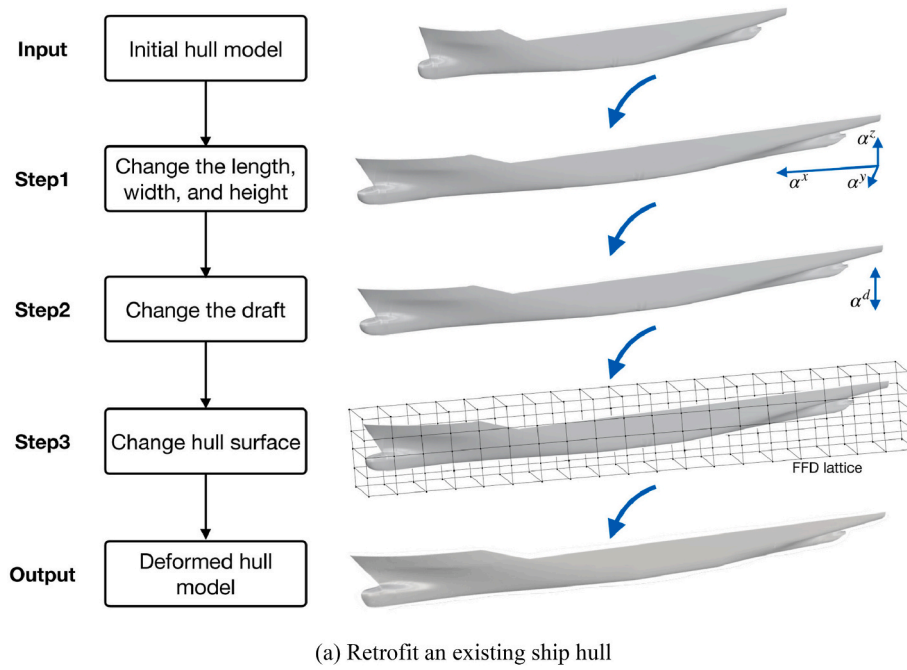 Input
Initial hull model
Step1
Change the length,
width, and height
α^z
α^x
α^y
Step2
Change the draft
α^d
Step3
Change hull surface
FFD lattice
Output
Deformed hull
model
(a) Retrofit an existing ship hull